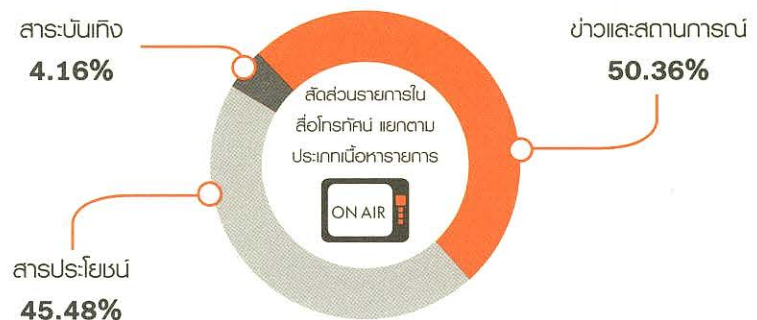 สาระบันเทิง
4.16%
ข่าวและสถานการณ์
50.36%
สัดส่วนรายการใน
สื่อโทรทัศน์ แยกตาม
ประเภทเนื้อหารายการ
ON AIR
สารประโยชน์
45.48%